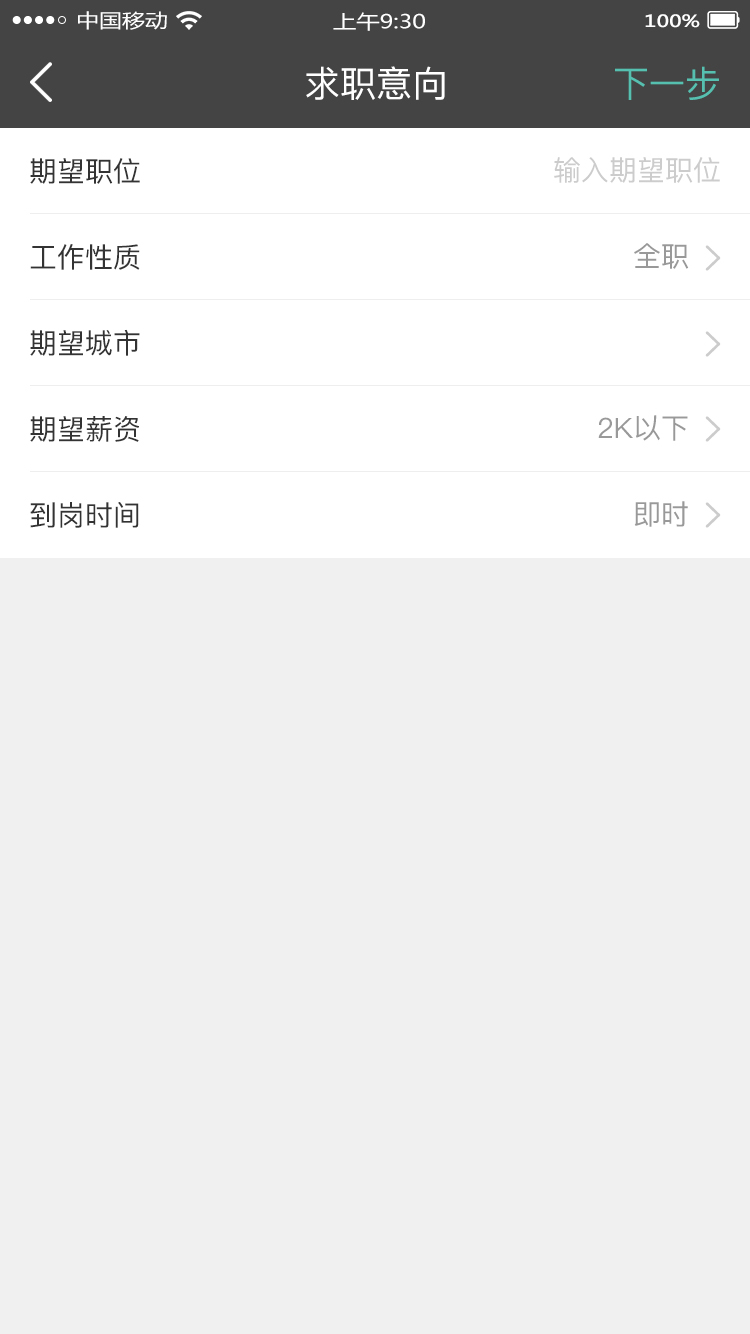 中国移动 上午9:30 100%
求职意向 下一步
期望职位 输入期望职位
工作性质 全职
期望城市
期望薪资 2K以下
到岗时间 即时